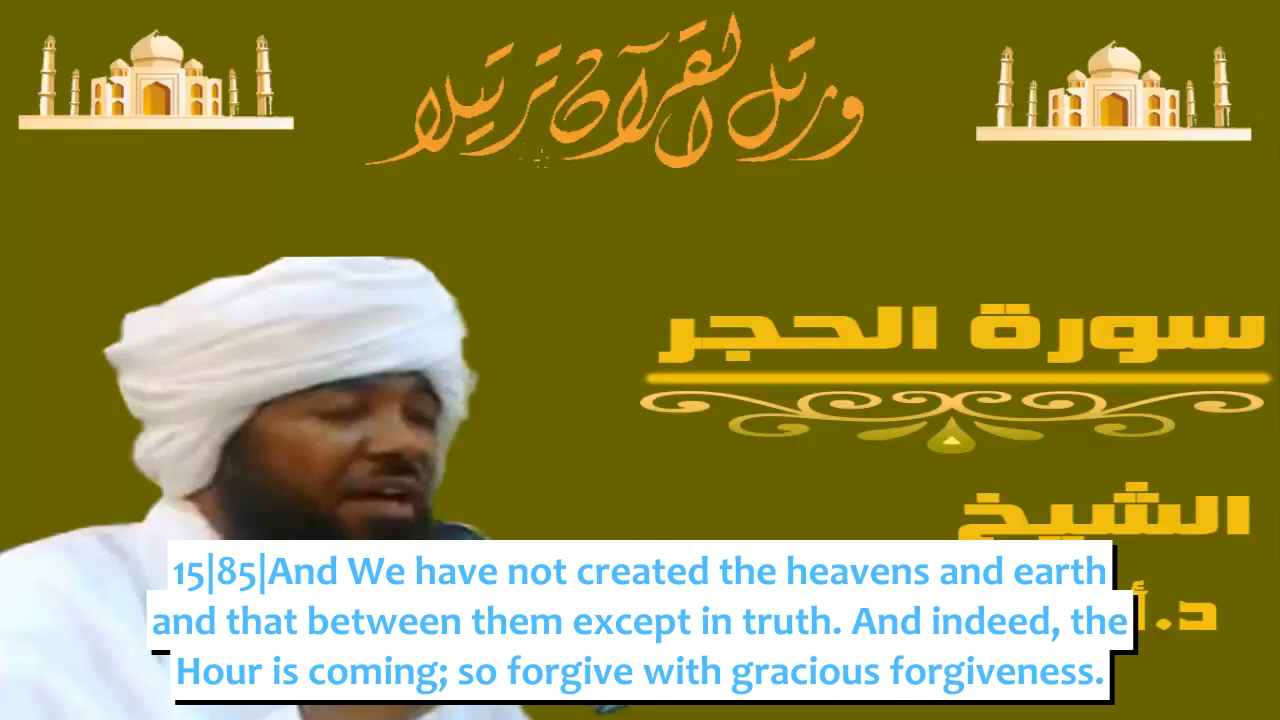 ورتل القرآن ترتيلا
سورة الحجر
الشيخ
د.أ
15|85|And We have not created the heavens and earth
and that between them except in truth. And indeed, the
Hour is coming; so forgive with gracious forgiveness.